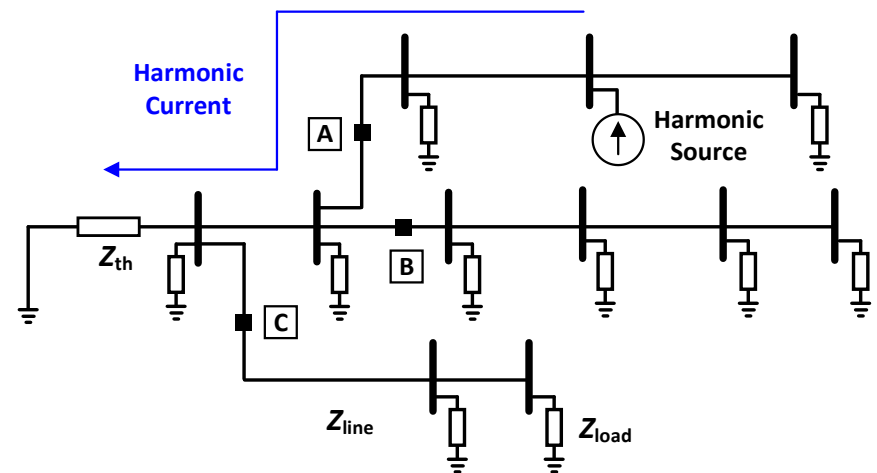 Harmonic
Current
A
Harmonic
Source
Zth
B
C
Zline
Zload